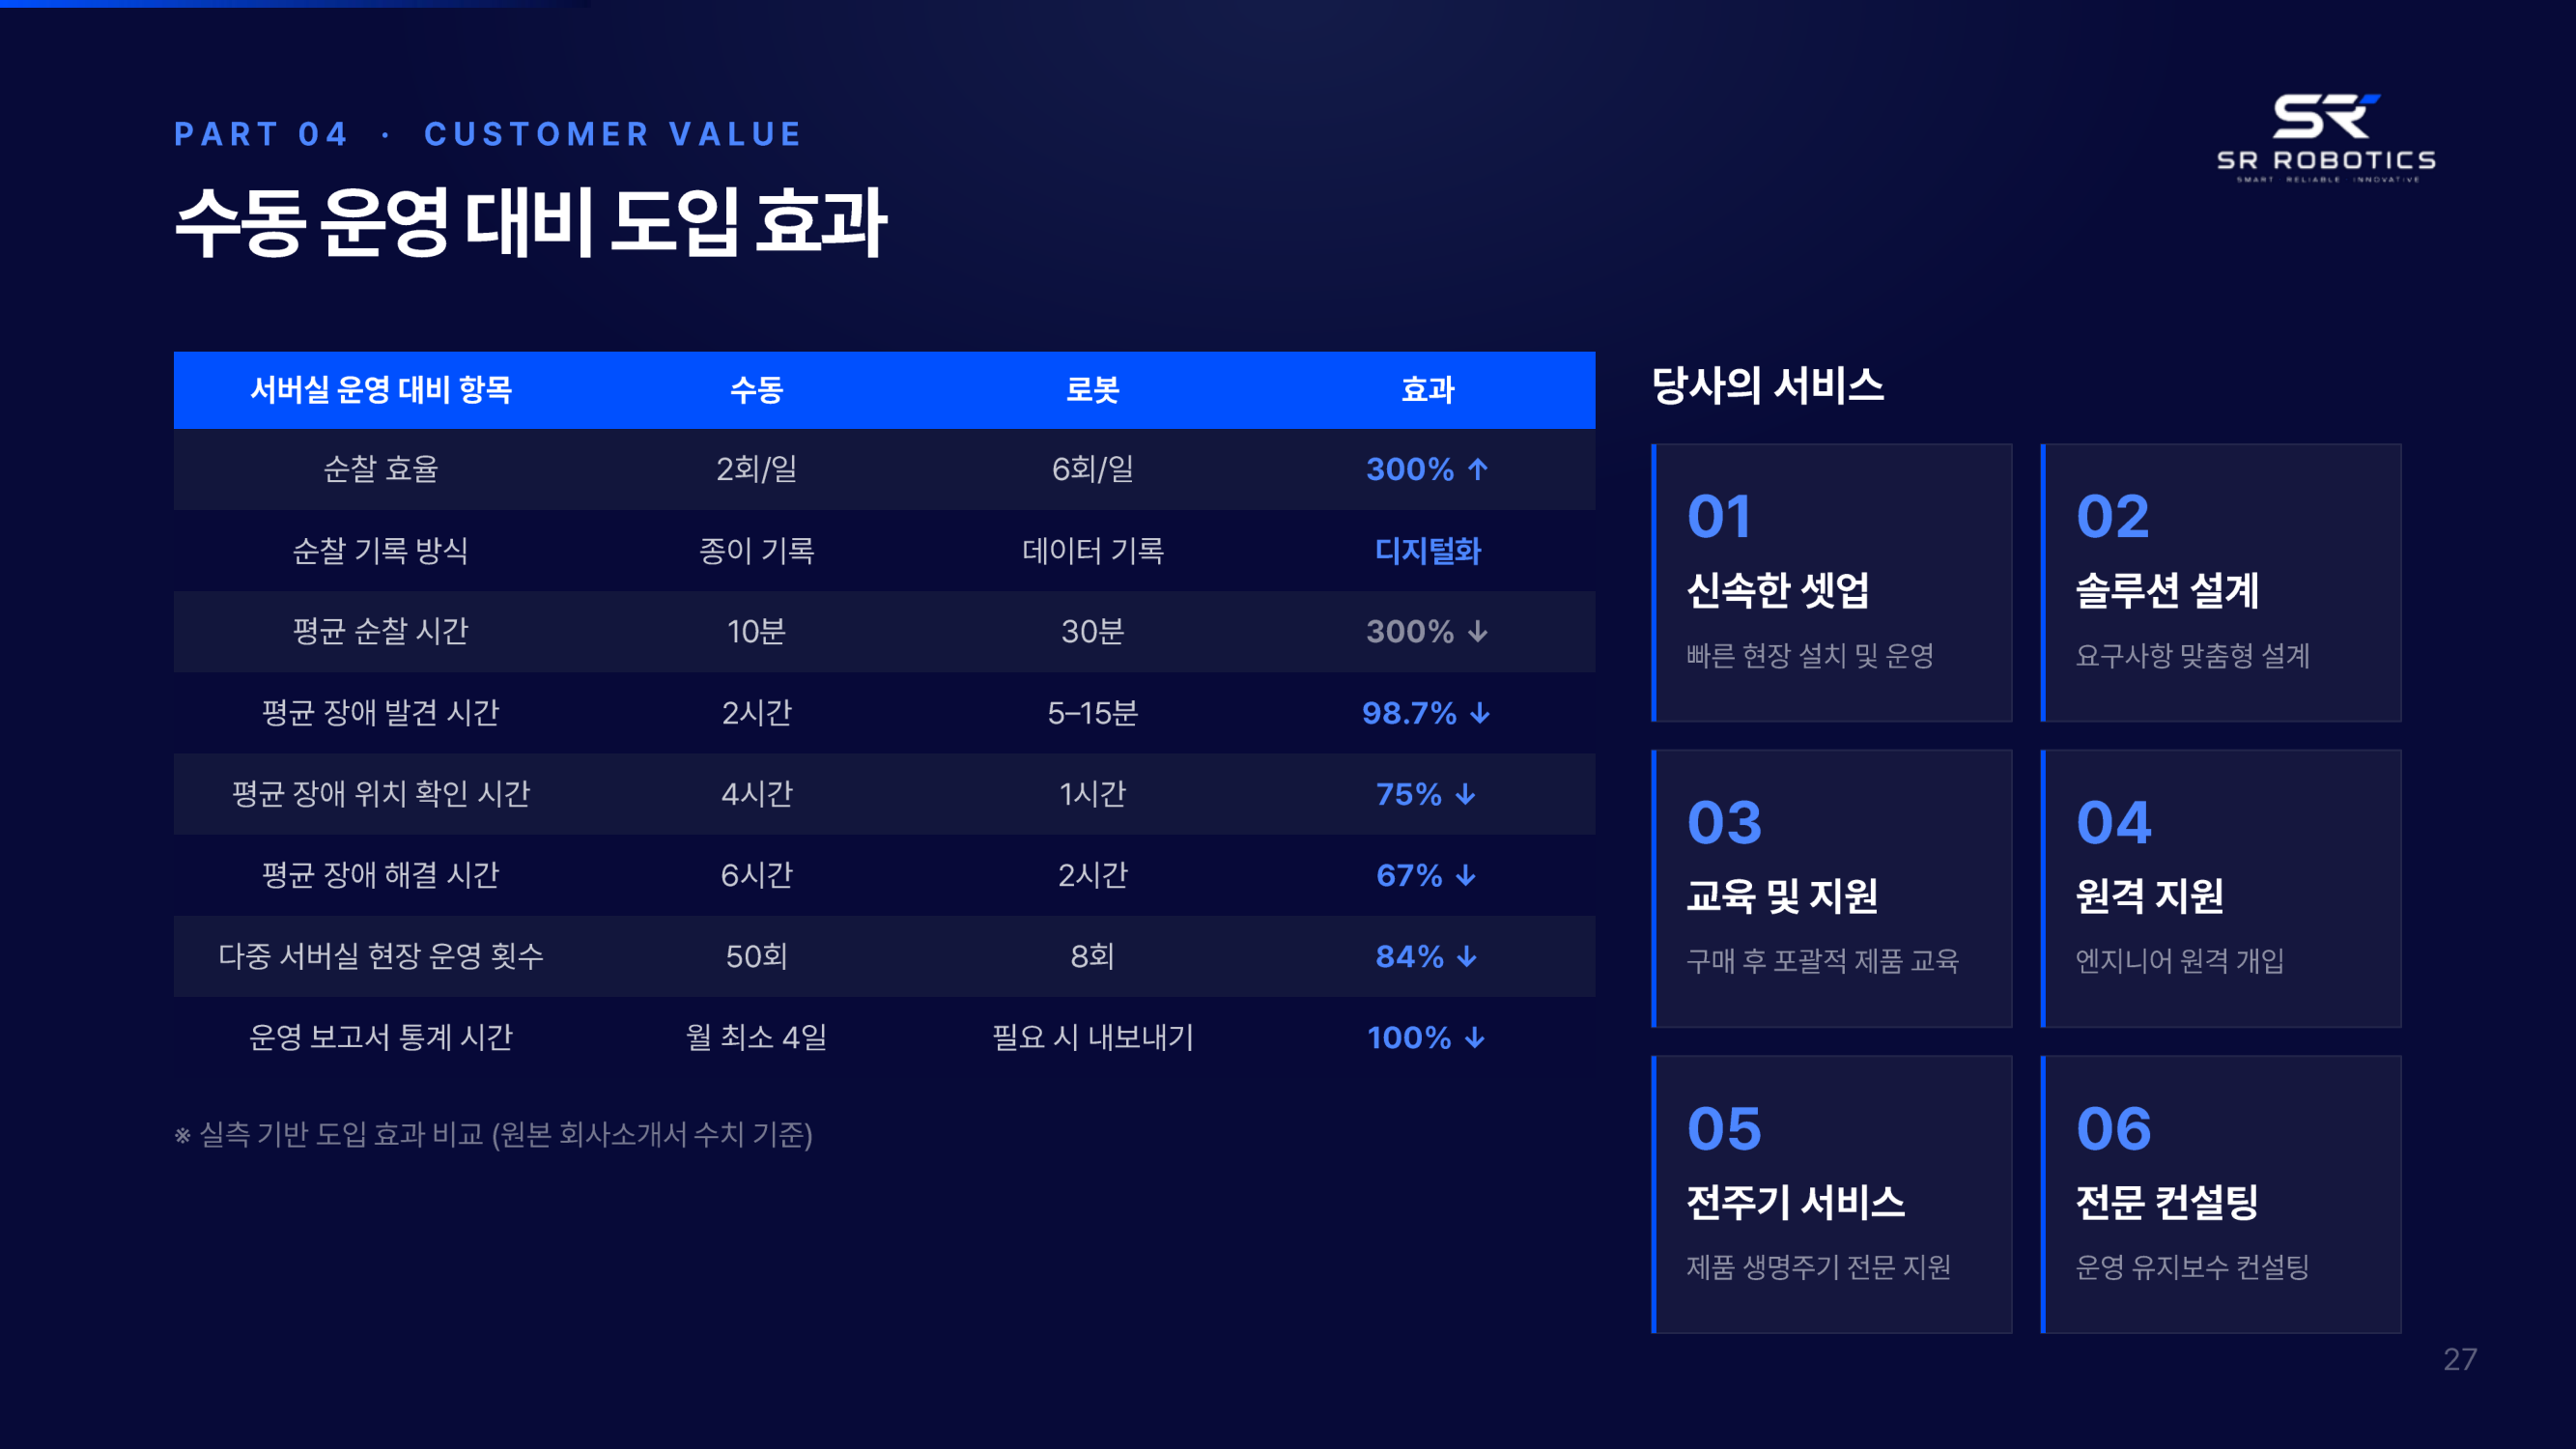 PART 04 · CUSTOMER VALUE
수동 운영 대비 도입 효과
SR
SR ROBOTICS
SMART RELIABLE INNOVATIVE
서버실 운영 대비 항목 수동 로봇 효과
순찰 효율 2회/일 6회/일 300% ↑
순찰 기록 방식 종이 기록 데이터 기록 디지털화
평균 순찰 시간 10분 30분 300% ↓
평균 장애 발견 시간 2시간 5–15분 98.7% ↓
평균 장애 위치 확인 시간 4시간 1시간 75% ↓
평균 장애 해결 시간 6시간 2시간 67% ↓
다중 서버실 현장 운영 횟수 50회 8회 84% ↓
운영 보고서 통계 시간 월 최소 4일 필요 시 내보내기 100% ↓
※ 실측 기반 도입 효과 비교 (원본 회사소개서 수치 기준)
당사의 서비스
01
신속한 셋업
빠른 현장 설치 및 운영
02
솔루션 설계
요구사항 맞춤형 설계
03
교육 및 지원
구매 후 포괄적 제품 교육
04
원격 지원
엔지니어 원격 개입
05
전주기 서비스
제품 생명주기 전문 지원
06
전문 컨설팅
운영 유지보수 컨설팅
27